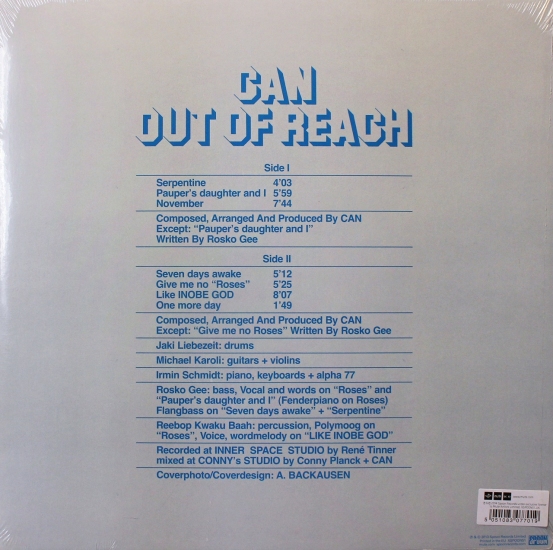 CAN
OUT OF REACH
Side I
Serpentine 4'03
Pauper's daughter and I 5'59
November 7'44
Composed, Arranged And Produced By CAN
Except: "Pauper's daughter and I"
Written By Rosko Gee
Side II
Seven days awake 5'12
Give me no "Roses" 5'25
Like INOBE GOD 8'07
One more day 1'49
Composed, Arranged And Produced By CAN
Except: "Give me no Roses" Written By Rosko Gee
Jaki Liebezeit: drums
Michael Karoli: guitars + violins
Irmin Schmidt: piano, keyboards + alpha 77
Rosko Gee: bass, Vocal and words on "Roses" and
"Pauper's daughter and I" (Fenderpiano on Roses)
Flangbass on "Seven days awake" + "Serpentine"
Reebop Kwaku Baah: percussion, Polymoog on
"Roses", Voice, wordmelody on "LIKE INOBE GOD"
Recorded at INNER SPACE STUDIO by René Tinner
mixed at CONNY's STUDIO by Conny Plank + CAN
Coverphoto/Coverdesign: A. BACKAUSEN
5 051083 077019